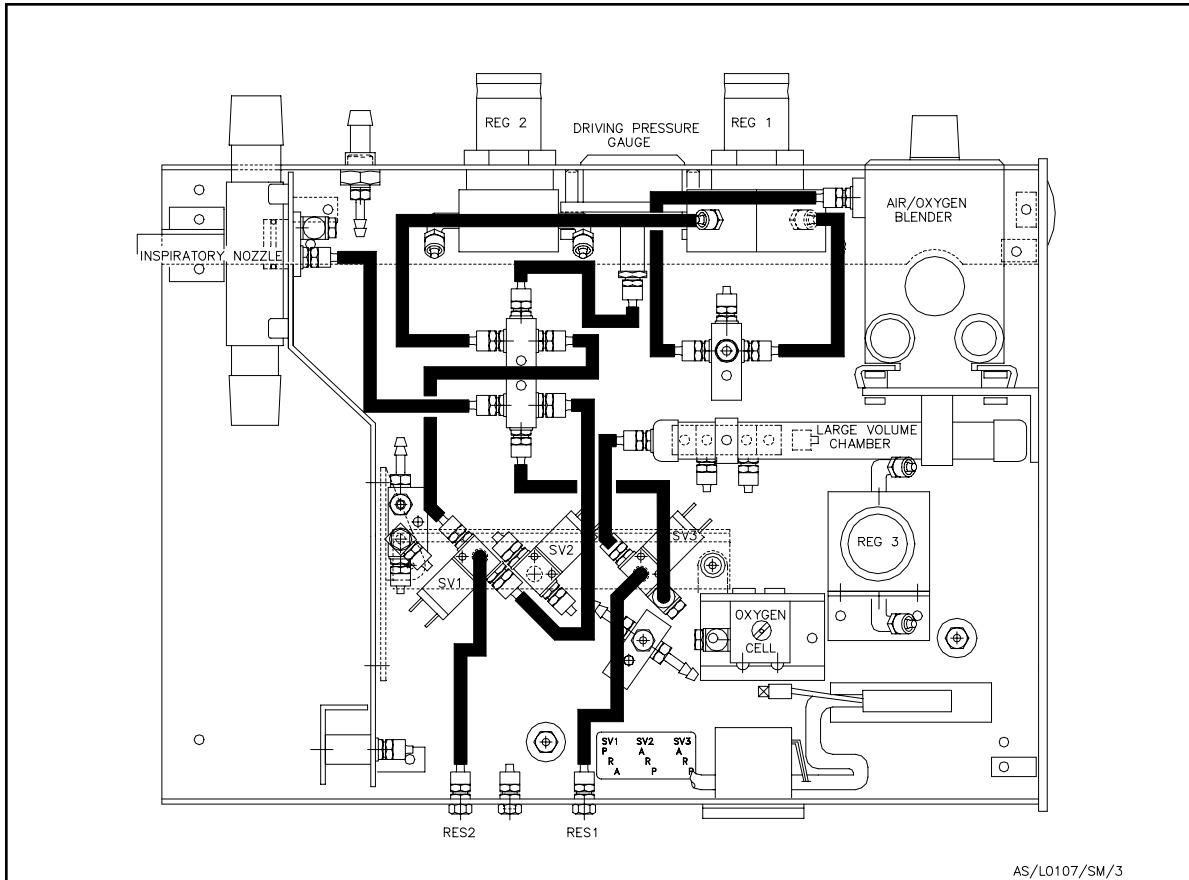 REG 2
DRIVING PRESSURE
GAUGE
REG 1
AIR/OXYGEN
BLENDER
INSPIRATORY NOZZLE
LARGE VOLUME
CHAMBER
REG 3
SV1
SV2
SV3
OXYGEN
CELL
SV1 SV2 SV3
P A A
R R R
A P P
RES2
RES1
AS/L0107/SM/3